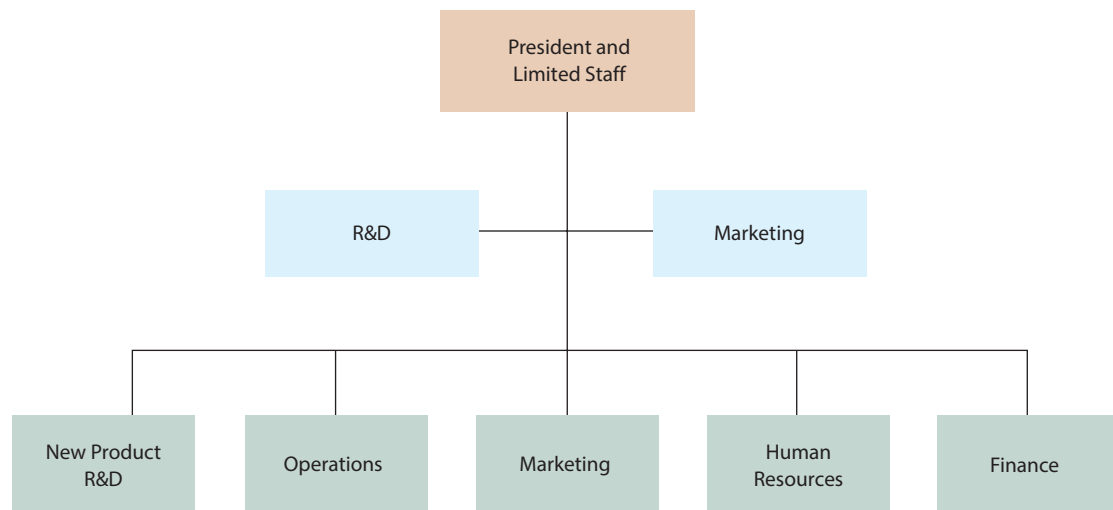 President and
Limited Staff
R&D
Marketing
New Product
R&D
Operations
Marketing
Human
Resources
Finance